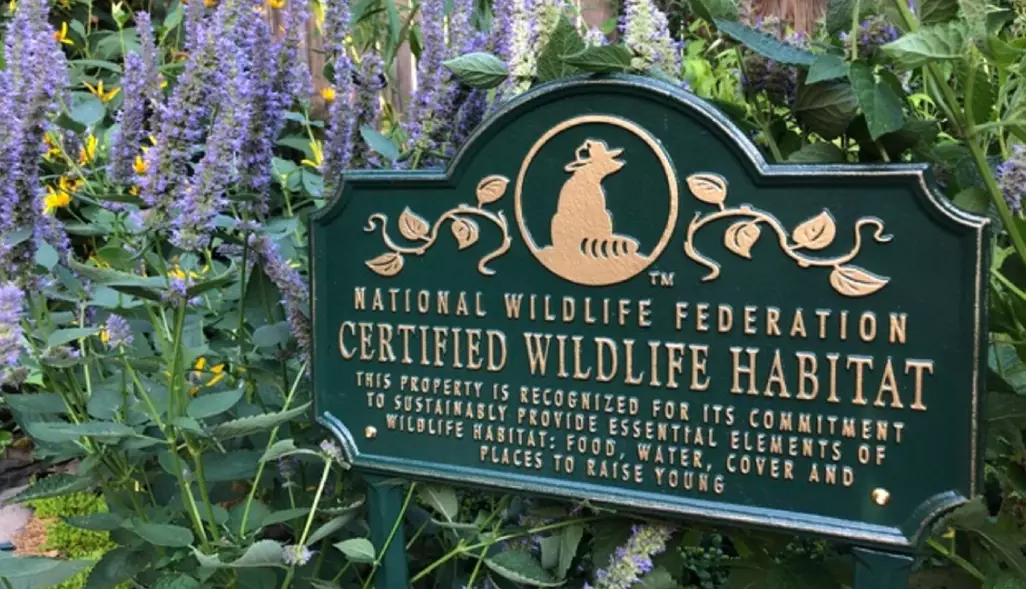 TM
NATIONAL WILDLIFE FEDERATION
CERTIFIED WILDLIFE HABITAT
THIS PROPERTY IS RECOGNIZED FOR ITS COMMITMENT
TO SUSTAINABLY PROVIDE ESSENTIAL ELEMENTS OF
WILDLIFE HABITAT: FOOD, WATER, COVER AND
PLACES TO RAISE YOUNG